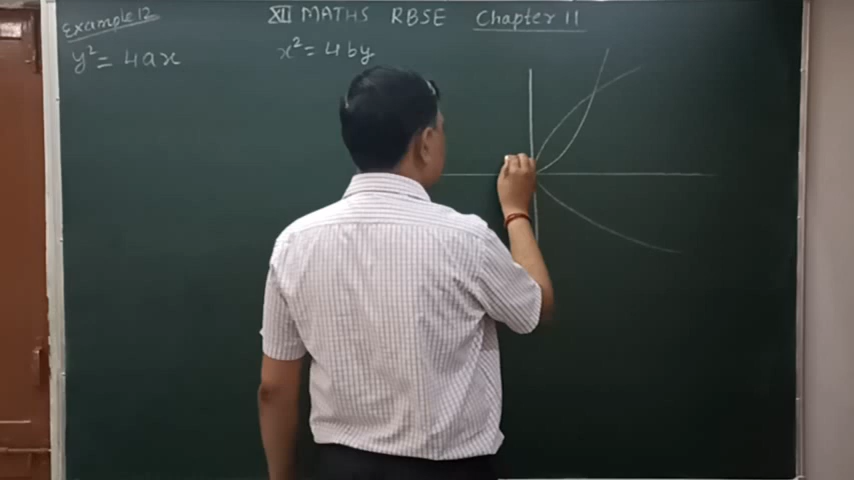 Example 12
XII MATHS RBSE Chapter 11
y² = 4ax
x² = 4by